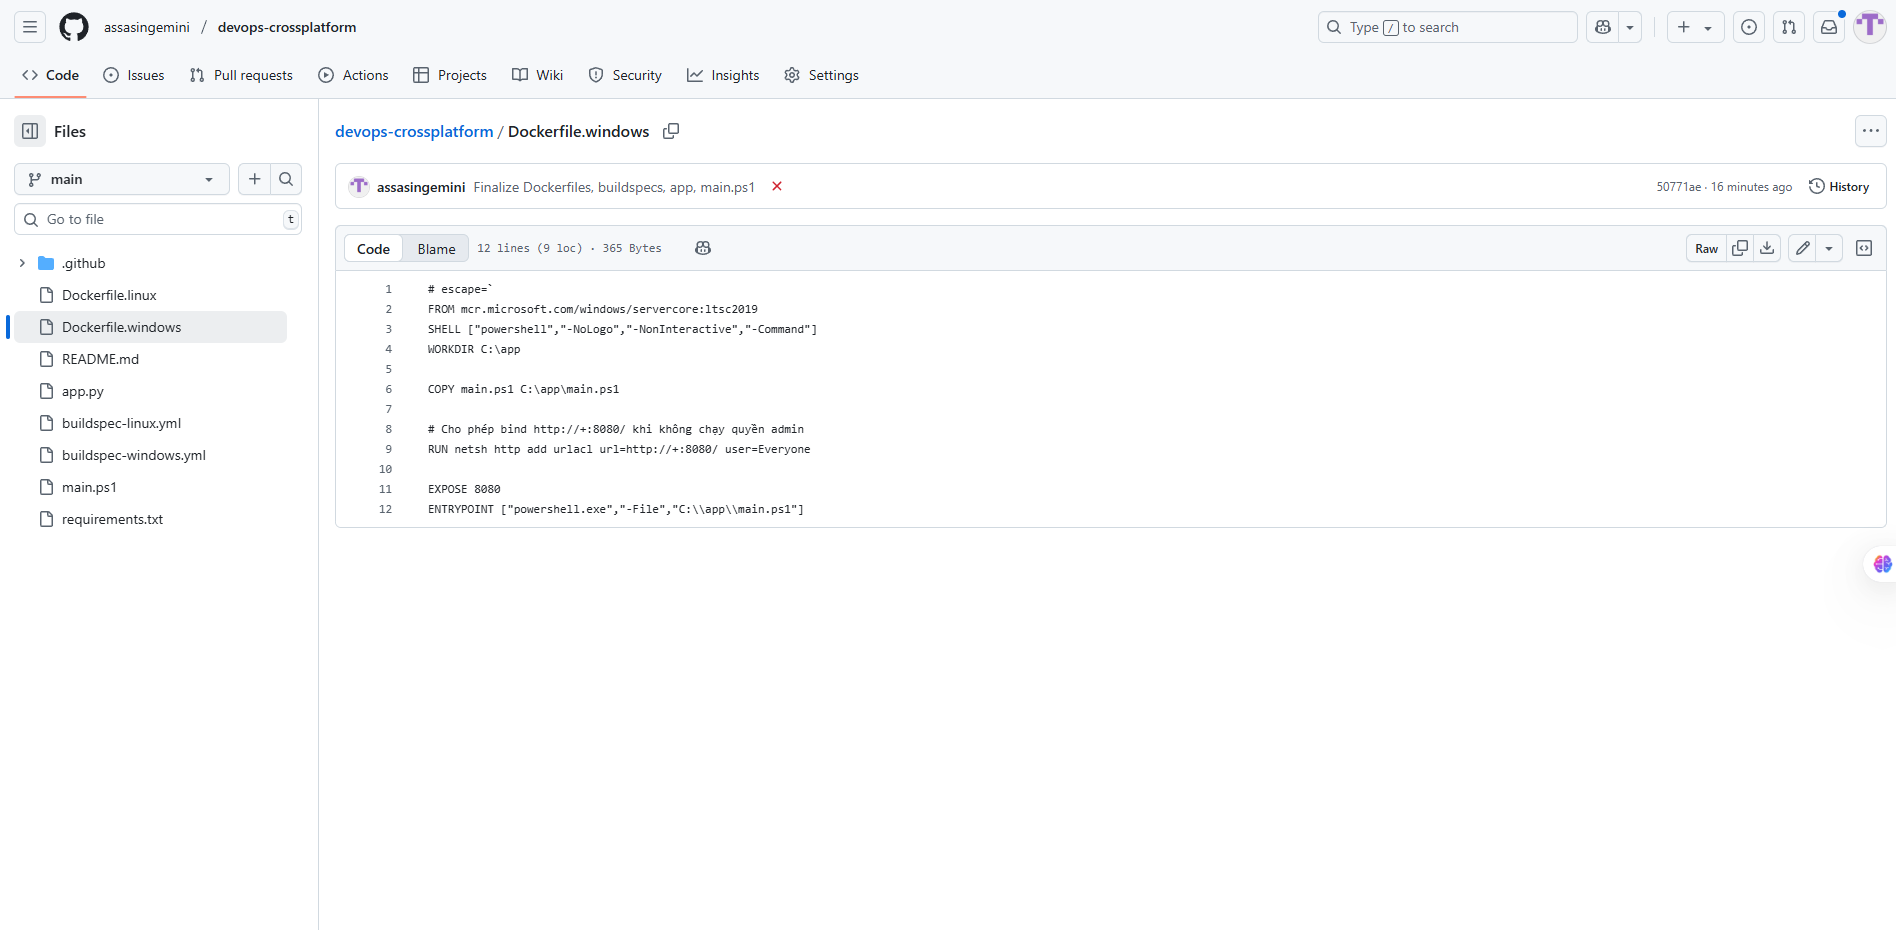 assasingemini / devops-crossplatform
Type / to search
Code
Issues
Pull requests
Actions
Projects
Wiki
Security
Insights
Settings
Files
main
Go to file
t
.github
Dockerfile.linux
Dockerfile.windows
README.md
app.py
buildspec-linux.yml
buildspec-windows.yml
main.ps1
requirements.txt
devops-crossplatform / Dockerfile.windows
assasingemini Finalize Dockerfiles, buildspecs, app, main.ps1
50771ae · 16 minutes ago
History
Code
Blame
12 lines (9 loc) · 365 Bytes
Raw
1 # escape=`
2 FROM mcr.microsoft.com/windows/servercore:ltsc2019
3 SHELL ["powershell","-NoLogo","-NonInteractive","-Command"]
4 WORKDIR C:\app
5
6 COPY main.ps1 C:\app\main.ps1
7
8 # Cho phép bind http://+:8080/ khi không chạy quyền admin
9 RUN netsh http add urlacl url=http://+:8080/ user=Everyone
10
11 EXPOSE 8080
12 ENTRYPOINT ["powershell.exe","-File","C:\\app\\main.ps1"]